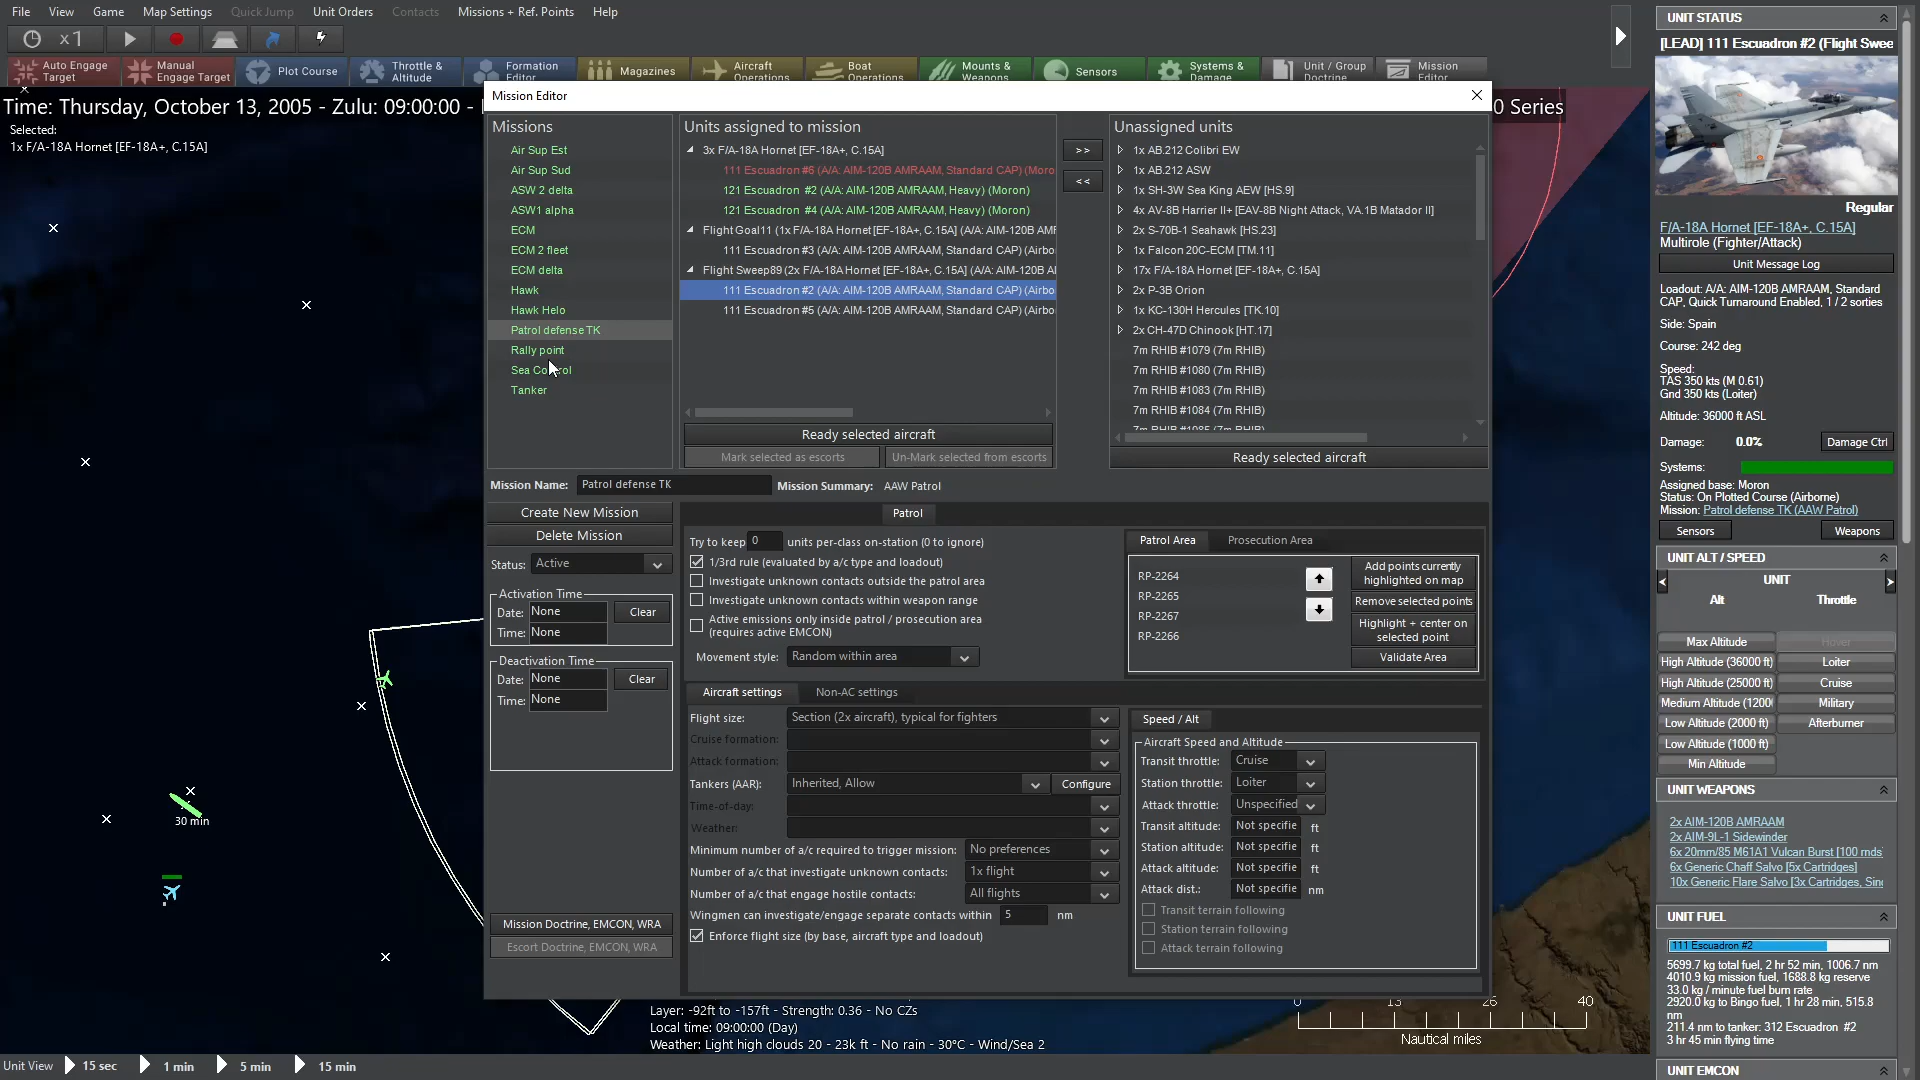 File View Game Map Settings Quick Jump Unit Orders Contacts Missions + Ref. Points Help
x1
Auto Engage Target
Manual Engage Target
Plot Course
Throttle & Altitude
Formation Editor
Magazines
Aircraft Operations
Boat Operations
Mounts & Weapons
Sensors
Systems & Damage
Unit / Group Doctrine
Mission Editor
Time: Thursday, October 13, 2005 - Zulu: 09:00:00 -
0 Series
Selected:
1x F/A-18A Hornet [EF-18A+, C.15A]
Mission Editor
Missions
Air Sup Est
Air Sup Sud
ASW 2 delta
ASW1 alpha
ECM
ECM 2 fleet
ECM delta
Hawk
Hawk Helo
Patrol defense TK
Rally point
Tanker
Units assigned to mission
3x F/A-18A Hornet [EF-18A+, C.15A]
111 Escuadron #6 (A/A: AIM-120B AMRAAM, Standard CAP) (Moro
121 Escuadron #2 (A/A: AIM-120B AMRAAM, Heavy) (Moron)
121 Escuadron #4 (A/A: AIM-120B AMRAAM, Heavy) (Moron)
Flight Goal11 (1x F/A-18A Hornet [EF-18A+, C.15A] (A/A: AIM-120B AMF
111 Escuadron #3 (A/A: AIM-120B AMRAAM, Standard CAP) (Airbo
Flight Sweep89 (2x F/A-18A Hornet [EF-18A+, C.15A] (A/A: AIM-120B Al
111 Escuadron #2 (A/A: AIM-120B AMRAAM, Standard CAP) (Airbo
111 Escuadron #5 (A/A: AIM-120B AMRAAM, Standard CAP) (Airbo
Ready selected aircraft
Mark selected as escorts
Un-Mark selected from escorts
>>
<<
Unassigned units
1x AB.212 Colibri EW
1x AB.212 ASW
1x SH-3W Sea King AEW [HS.9]
4x AV-8B Harrier II+ [EAV-8B Night Attack, VA.1B Matador II]
2x S-70B-1 Seahawk [HS.23]
1x Falcon 20C-ECM [TM.11]
17x F/A-18A Hornet [EF-18A+, C.15A]
2x P-3B Orion
1x KC-130H Hercules [TK.10]
2x CH-47D Chinook [HT.17]
7m RHIB #1079 (7m RHIB)
7m RHIB #1080 (7m RHIB)
7m RHIB #1083 (7m RHIB)
7m RHIB #1084 (7m RHIB)
7m RHIB #1085 (7m RHIB)
Ready selected aircraft
Mission Name: Patrol defense TK Mission Summary: AAW Patrol
Create New Mission
Delete Mission
Status: Active
Activation Time
Date: None Clear
Time: None
Deactivation Time
Date: None Clear
Time: None
Mission Doctrine, EMCON, WRA
Escort Doctrine, EMCON, WRA
Patrol
Try to keep 0 units per-class on-station (0 to ignore)
1/3rd rule (evaluated by a/c type and loadout)
Investigate unknown contacts outside the patrol area
Investigate unknown contacts within weapon range
Active emissions only inside patrol / prosecution area
(requires active EMCON)
Movement style: Random within area
Patrol Area Prosecution Area
RP-2264
RP-2265
RP-2267
RP-2266
Add points currently highlighted on map
Remove selected points
Highlight + center on selected point
Validate Area
Aircraft settings Non-AC settings
Flight size: Section (2x aircraft), typical for fighters
Cruise formation:
Attack formation:
Tankers (AAR): Inherited, Allow Configure
Time-of-day:
Weather:
Minimum number of a/c required to trigger mission: No preferences
Number of a/c that investigate unknown contacts: 1x flight
Number of a/c that engage hostile contacts: All flights
Wingmen can investigate/engage separate contacts within 5 nm
Enforce flight size (by base, aircraft type and loadout)
Speed / Alt
Aircraft Speed and Altitude
Transit throttle: Cruise
Station throttle: Loiter
Attack throttle: Unspecified
Transit altitude: Not specifie ft
Station altitude: Not specifie ft
Attack altitude: Not specifie ft
Attack dist.: Not specifie nm
Transit terrain following
Station terrain following
Attack terrain following
30 min
Layer: -92ft to -157ft - Strength: 0.36 - No CZs
Local time: 09:00:00 (Day)
Weather: Light high clouds 20 - 23k ft - No rain - 30°C - Wind/Sea 2
0 13 26 40
Nautical miles
Unit View 15 sec 1 min 5 min 15 min
UNIT STATUS
[LEAD] 111 Escuadron #2 (Flight Swee
Regular
F/A-18A Hornet [EF-18A+, C.15A]
Multirole (Fighter/Attack)
Unit Message Log
Loadout: A/A: AIM-120B AMRAAM, Standard
CAP, Quick Turnaround Enabled, 1 / 2 sorties
Side: Spain
Course: 242 deg
Speed:
TAS 350 kts (M 0.61)
Gnd 350 kts (Loiter)
Altitude: 36000 ft ASL
Damage: 0.0% Damage Ctrl
Systems:
Assigned base: Moron
Status: On Plotted Course (Airborne)
Mission: Patrol defense TK (AAW Patrol)
Sensors Weapons
UNIT ALT / SPEED
UNIT
Alt Throttle
Max Altitude Hover
High Altitude (36000 ft) Loiter
High Altitude (25000 ft) Cruise
Medium Altitude (1200 Military
Low Altitude (2000 ft) Afterburner
Low Altitude (1000 ft)
Min Altitude
UNIT WEAPONS
2x AIM-120B AMRAAM
2x AIM-9L-1 Sidewinder
6x 20mm/85 M61A1 Vulcan Burst [100 rnds
6x Generic Chaff Salvo [5x Cartridges]
10x Generic Flare Salvo [3x Cartridges, Sin
UNIT FUEL
111 Escuadron #2
5699.7 kg total fuel, 2 hr 52 min, 1006.7 nm
4010.9 kg mission fuel, 1688.8 kg reserve
33.0 kg / minute fuel burn rate
2920.0 kg to Bingo fuel, 1 hr 28 min, 515.8
nm
211.4 nm to tanker: 312 Escuadron #2
3 hr 45 min flying time
UNIT EMCON